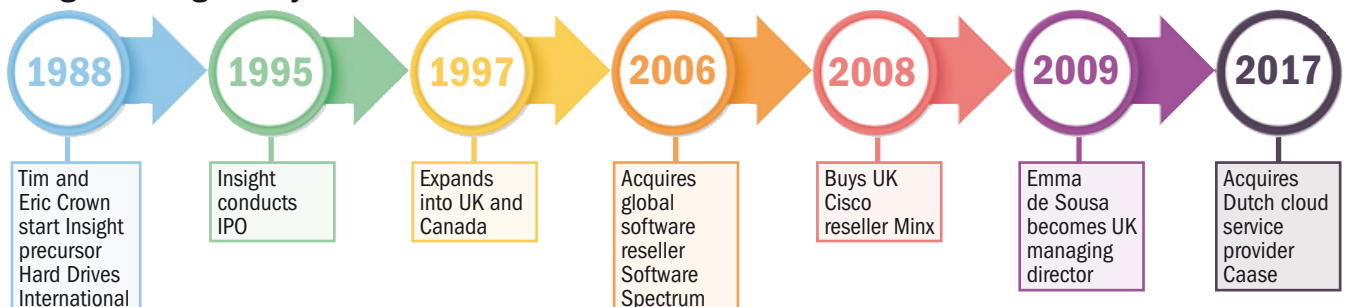 1988
1995
1997
2006
2008
2009
2017
Tim and
Eric Crown
start Insight
precursor
Hard Drives
International
Insight
conducts
IPO
Expands
into UK and
Canada
Acquires
global
software
reseller
Software
Spectrum
Buys UK
Cisco
reseller Minx
Emma
de Sousa
becomes UK
managing
director
Acquires
Dutch cloud
service
provider
Caase